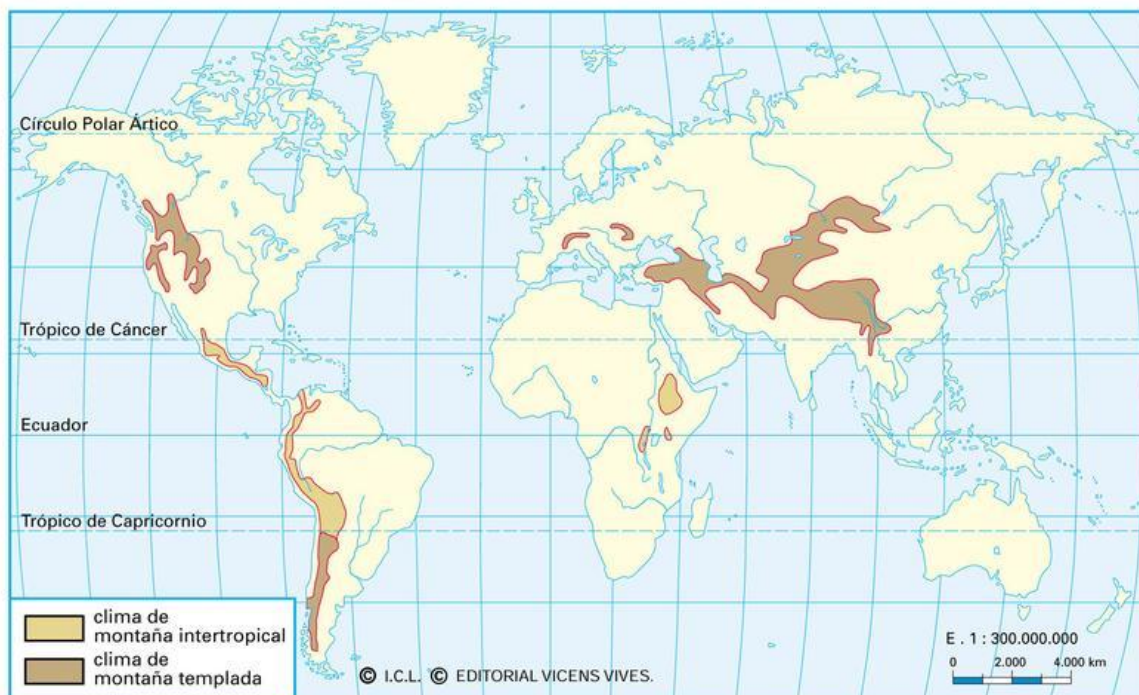 Círculo Polar Ártico
Trópico de Cáncer
Ecuador
Trópico de Capricornio
clima de
montaña intertropical
clima de
montaña templada
© I.C.L. © EDITORIAL VICENS VIVES.
E . 1 : 300.000.000
0 2.000 4.000 km